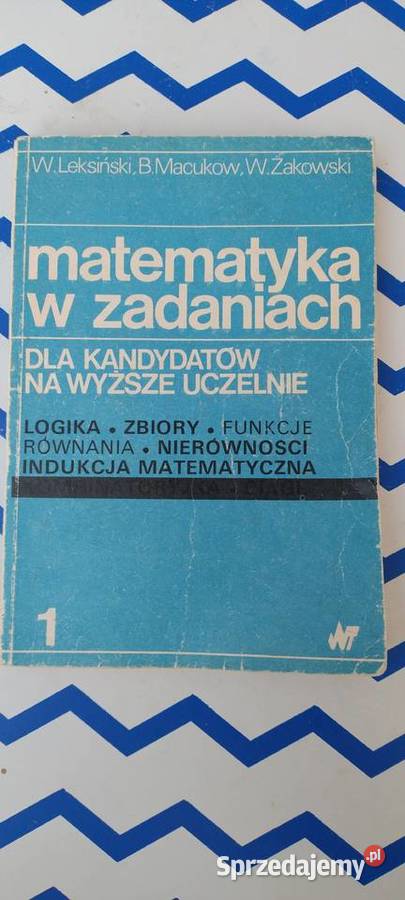 W. Leksiński, B. Macukow, W. Żakowski
matematyka
w zadaniach
DLA KANDYDATÓW
NA WYŻSZE UCZELNIE
LOGIKA • ZBIORY • FUNKCJE
RÓWNANIA • NIERÓWNOŚCI
INDUKCJA MATEMATYCZNA
1
WNT
Sprzedajemy.pl